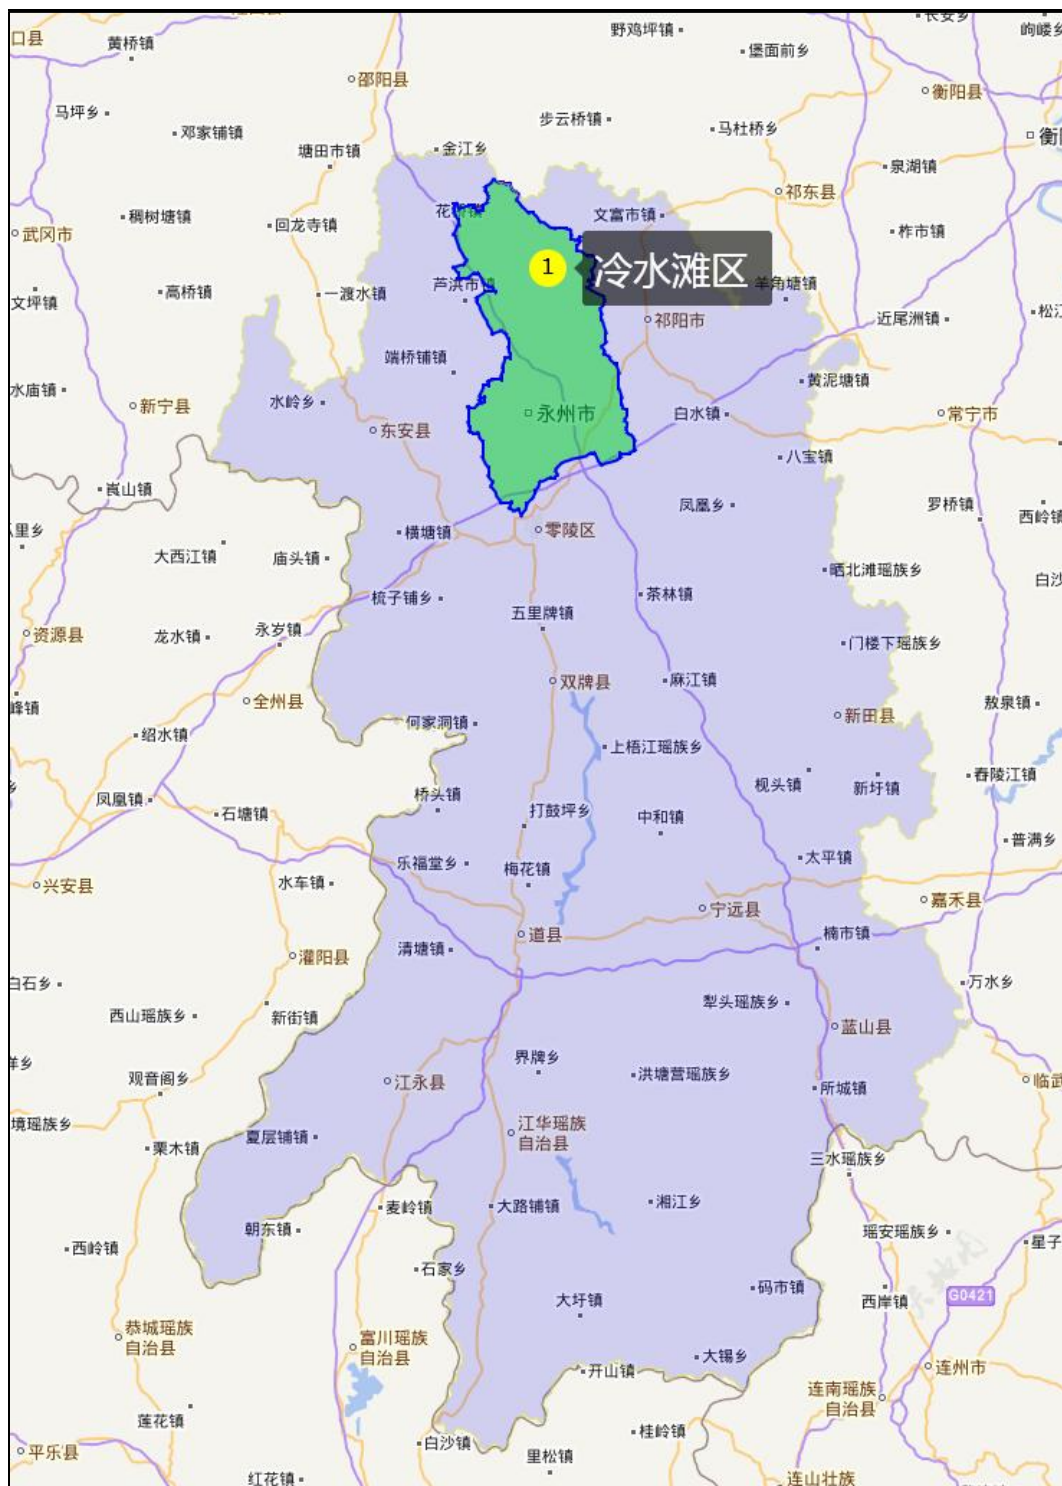 口县
黄桥镇
野鸡坪镇
长安乡
堡面前乡
岣嵝乡
邵阳县
衡阳县
马坪乡
邓家铺镇
步云桥镇
马杜桥乡
塘田市镇
金江乡
泉湖镇
祁东县
稠树塘镇
回龙寺镇
文富市镇
武冈市
柞市镇
1
冷水滩区
高桥镇
一渡水镇
芦洪市镇
羊角塘镇
文坪镇
祁阳市
近尾洲镇
松江
端桥铺镇
水庙镇
黄泥塘镇
新宁县
水岭乡
东安县
永州市
白水镇
常宁市
八宝镇
崀山镇
凤凰乡
罗桥镇
西岭镇
里乡
大西江镇
庙头镇
横塘镇
零陵区
晒北滩瑶族乡
白沙
梳子铺乡
五里牌镇
茶林镇
资源县
龙水镇
永岁镇
门楼下瑶族乡
双牌县
麻江镇
峰镇
全州县
敖泉镇
何家洞镇
新田县
绍水镇
上梧江瑶族乡
舂陵江镇
凤凰镇
桥头镇
枧头镇
新圩镇
石塘镇
打鼓坪乡
中和镇
普满乡
乐福堂乡
梅花镇
太平镇
兴安县
水车镇
宁远县
嘉禾县
道县
楠市镇
清塘镇
灌阳县
白石乡
万水乡
西山瑶族乡
新街镇
犁头瑶族乡
蓝山县
界牌乡
洪塘营瑶族乡
观音阁乡
江永县
所城镇
临武
境瑶族乡
栗木镇
夏层铺镇
江华瑶族
自治县
三水瑶族乡
麦岭镇
大路铺镇
湘江乡
西岭镇
朝东镇
瑶安瑶族乡
星子
石家乡
大圩镇
码市镇
西岸镇
G0421
恭城瑶族
自治县
富川瑶族
自治县
开山镇
大锡乡
连州市
莲花镇
连南瑶族
自治县
平乐县
白沙镇
里松镇
桂岭镇
红花镇
连山壮族